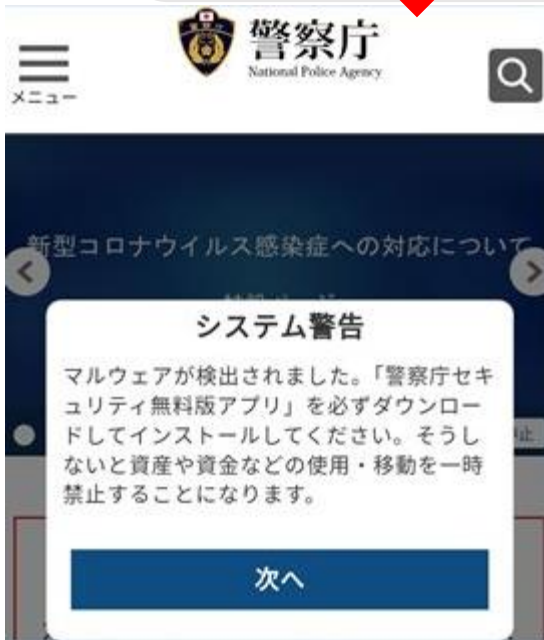 警察庁
National Police Agency
メニュー
新型コロナウイルス感染症への対応について
システム警告
マルウェアが検出されました。「警察庁セキ
ュリティ無料版アプリ」を必ずダウンロー
ドしてインストールしてください。そうし
ないと資産や資金などの使用・移動を一時
禁止することになります。
次へ